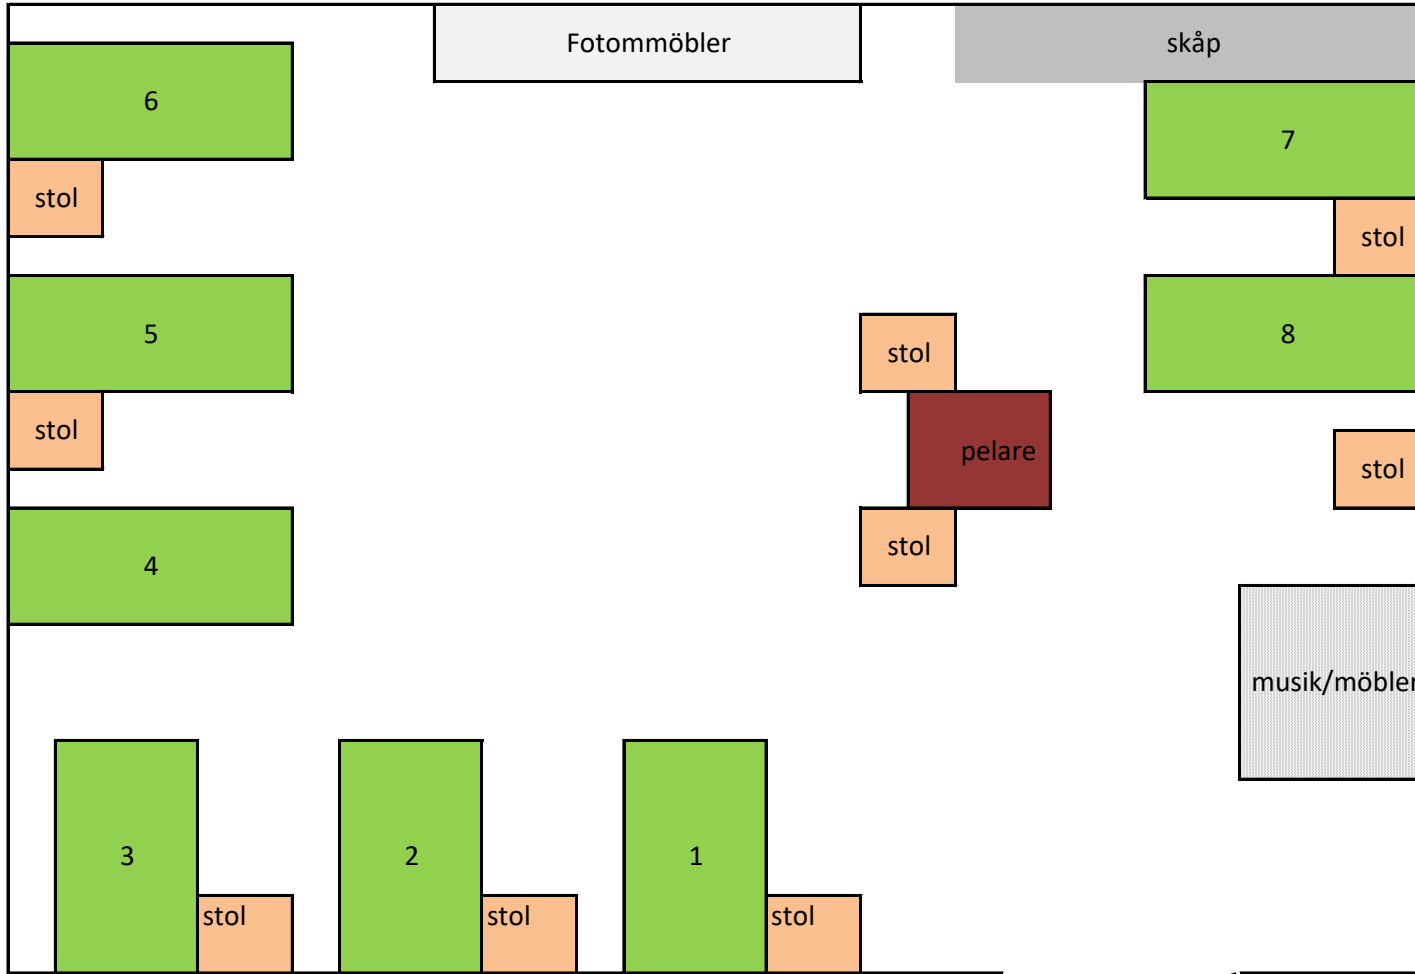 Fotommöbler
skåp
6
7
stol
stol
5
8
stol
stol
pelare
stol
stol
4
musik/möbler
3
2
1
stol
stol
stol